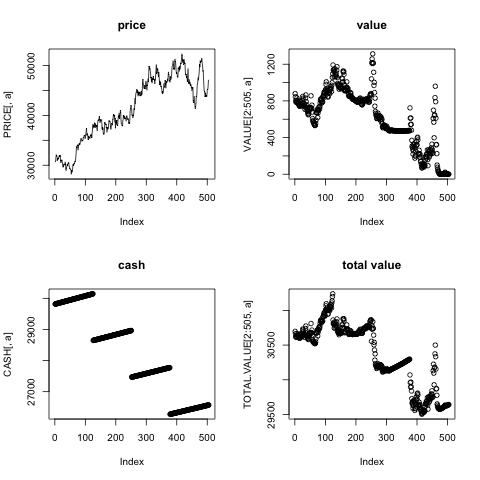 price
PRICE[, a]
30000 40000 50000
0 100 200 300 400 500
Index
value
VALUE[2:505, a]
0 400 800 1200
0 100 200 300 400 500
Index
cash
CASH[, a]
27000 29000
0 100 200 300 400 500
Index
total value
TOTAL.VALUE[2:505, a]
29500 30500
0 100 200 300 400 500
Index